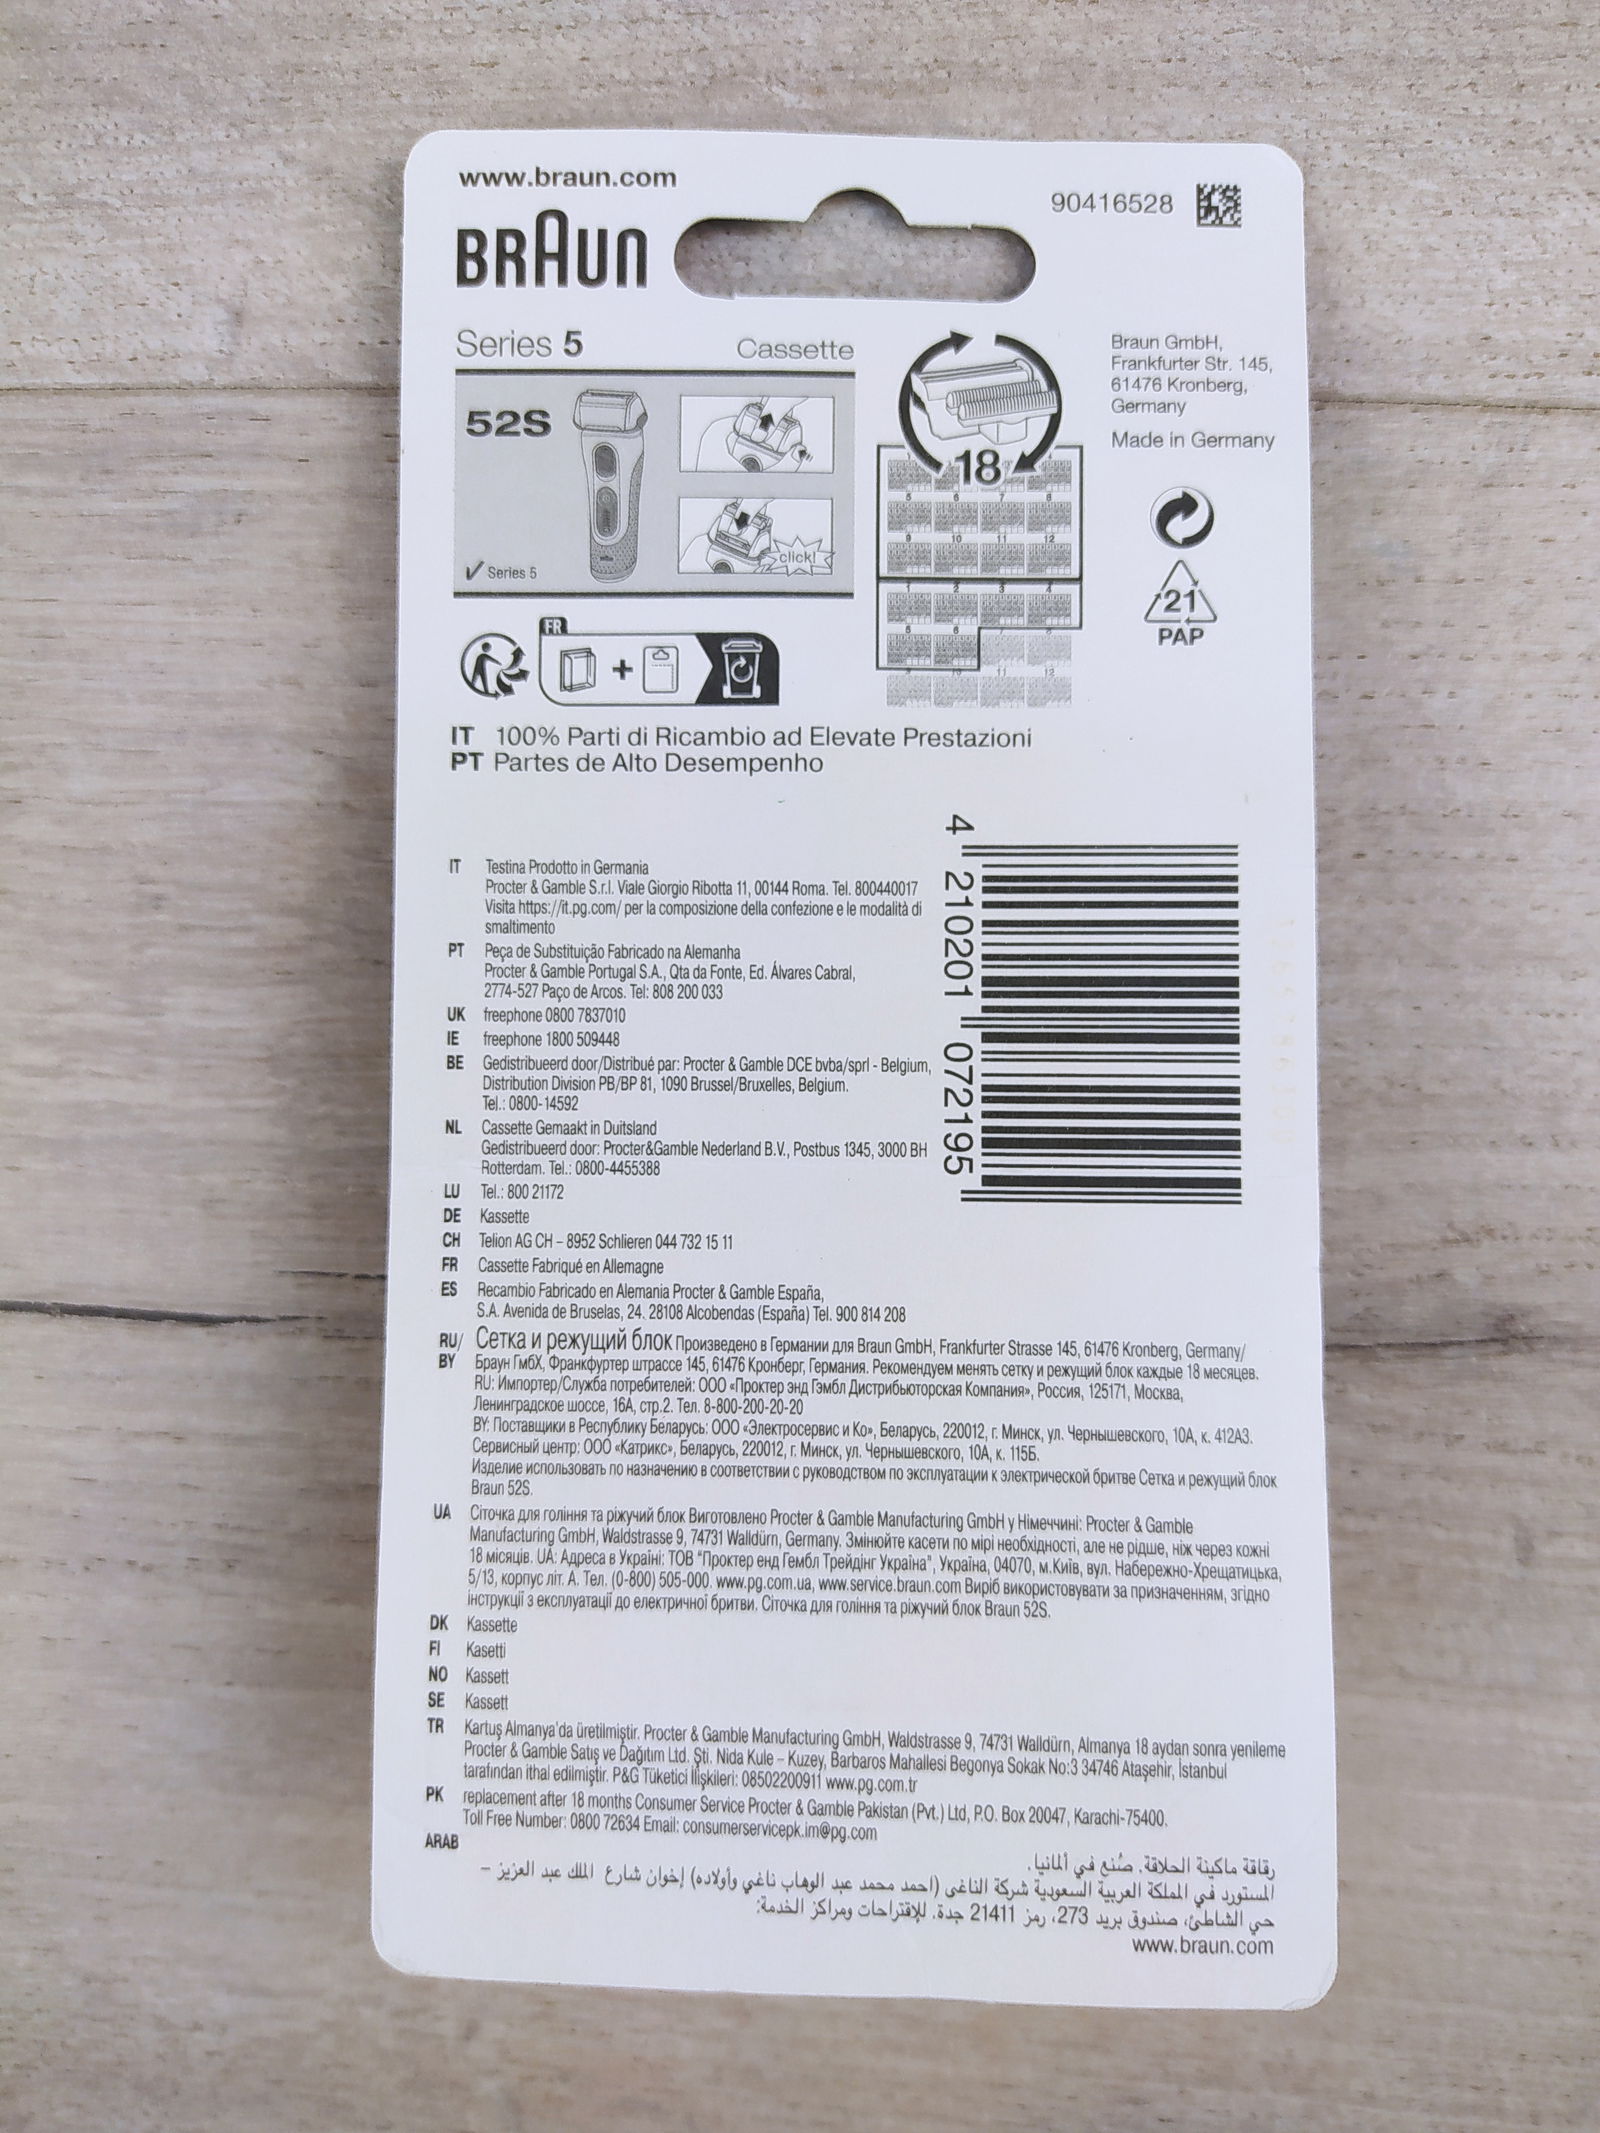 www.braun.com
BRAUN
90416528
Series 5
Cassette
52S
click!
Series 5
18
Braun GmbH,
Frankfurter Str. 145,
61476 Kronberg,
Germany
Made in Germany
21
PAP
FR
+
IT 100% Parti di Ricambio ad Elevate Prestazioni
PT Partes de Alto Desempenho
4 210201 072195
IT Testina Prodotto in Germania
Procter & Gamble S.r.l. Viale Giorgio Ribotta 11, 00144 Roma. Tel. 800440017
Visita https://it.pg.com/ per la composizione della confezione e le modalità di
smaltimento
PT Peça de Substituição Fabricado na Alemanha
Procter & Gamble Portugal S.A., Qta da Fonte, Ed. Álvares Cabral,
2774-527 Paço de Arcos. Tel: 808 200 033
UK freephone 0800 7837010
IE freephone 1800 509448
BE Gedistribueerd door/Distribué par: Procter & Gamble DCE bvba/sprl - Belgium,
Distribution Division PB/BP 81, 1090 Brussel/Bruxelles, Belgium.
Tel.: 0800-14592
NL Cassette Gemaakt in Duitsland
Gedistribueerd door: Procter&Gamble Nederland B.V., Postbus 1345, 3000 BH
Rotterdam. Tel.: 0800-4455388
LU Tel.: 800 21172
DE Kassette
CH Telion AG CH – 8952 Schlieren 044 732 15 11
FR Cassette Fabriqué en Allemagne
ES Recambio Fabricado en Alemania Procter & Gamble España,
S.A. Avenida de Bruselas, 24, 28108 Alcobendas (España) Tel. 900 814 208
RU/ Сетка и режущий блок Произведено в Германии для Braun GmbH, Frankfurter Strasse 145, 61476 Kronberg, Germany/
BY Браун ГмбХ, Франкфуртер штрассе 145, 61476 Кронберг, Германия. Рекомендуем менять сетку и режущий блок каждые 18 месяцев.
RU: Импортер/Служба потребителей: ООО «Проктер энд Гэмбл Дистрибьюторская Компания», Россия, 125171, Москва,
Ленинградское шоссе, 16А, стр.2. Тел. 8-800-200-20-20
BY: Поставщики в Республику Беларусь: ООО «Электросервис и Ко», Беларусь, 220012, г. Минск, ул. Чернышевского, 10А, к. 412А3.
Сервисный центр: ООО «Катрикс», Беларусь, 220012, г. Минск, ул. Чернышевского, 10А, к. 115Б.
Изделие использовать по назначению в соответствии с руководством по эксплуатации к электрической бритве Сетка и режущий блок
Braun 52S.
UA Сіточка для гоління та ріжучий блок Виготовлено Procter & Gamble Manufacturing GmbH у Німеччині: Procter & Gamble
Manufacturing GmbH, Waldstrasse 9, 74731 Walldürn, Germany. Змінюйте касети по мірі необхідності, але не рідше, ніж через кожні
18 місяців. UA: Адреса в Україні: ТОВ "Проктер енд Гембл Трейдінг Україна", Україна, 04070, м.Київ, вул. Набережно-Хрещатицька,
5/13, корпус літ. А. Тел. (0-800) 505-000. www.pg.com.ua, www.service.braun.com Виріб використовувати за призначенням, згідно
інструкції з експлуатації до електричної бритви. Сіточка для гоління та ріжучий блок Braun 52S.
DK Kassette
FI Kasetti
NO Kassett
SE Kassett
TR Kartuş Almanya'da üretilmiştir. Procter & Gamble Manufacturing GmbH, Waldstrasse 9, 74731 Walldürn, Almanya 18 aydan sonra yenileme
Procter & Gamble Satış ve Dağıtım Ltd. Şti. Nida Kule – Kuzey, Barbaros Mahallesi Begonya Sokak No:3 34746 Ataşehir, İstanbul
tarafından ithal edilmiştir. P&G Tüketici İlişkileri: 08502200911 www.pg.com.tr
PK replacement after 18 months Consumer Service Procter & Gamble Pakistan (Pvt.) Ltd, P.O. Box 20047, Karachi-75400.
Toll Free Number: 0800 72634 Email: consumerservicepk.im@pg.com
ARAB
رقاقة ماكينة الحلاقة. صُنع في ألمانيا.
المستورد في المملكة العربية السعودية شركة الناغي (احمد محمد عبد الوهاب ناغي وأولاده) إخوان شارع الملك عبد العزيز –
حي الشاطئ، صندوق بريد 273، رمز 21411 جدة. للإقتراحات ومراكز الخدمة:
www.braun.com